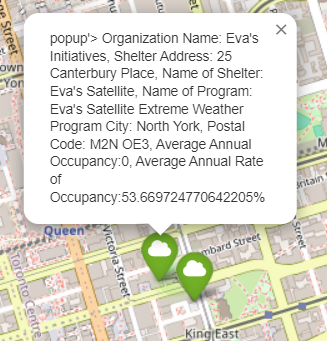 popup'> Organization Name: Eva's
Initiatives, Shelter Address: 25
Canterbury Place, Name of Shelter:
Eva's Satellite, Name of Program:
Eva's Satellite Extreme Weather
Program City: North York, Postal
Code: M2N OE3, Average Annual
Occupancy:0, Average Annual Rate
of
Occupancy:53.669724770642205%
Queen
Victoria Street
Lombard Street
Toronto Centre
King East